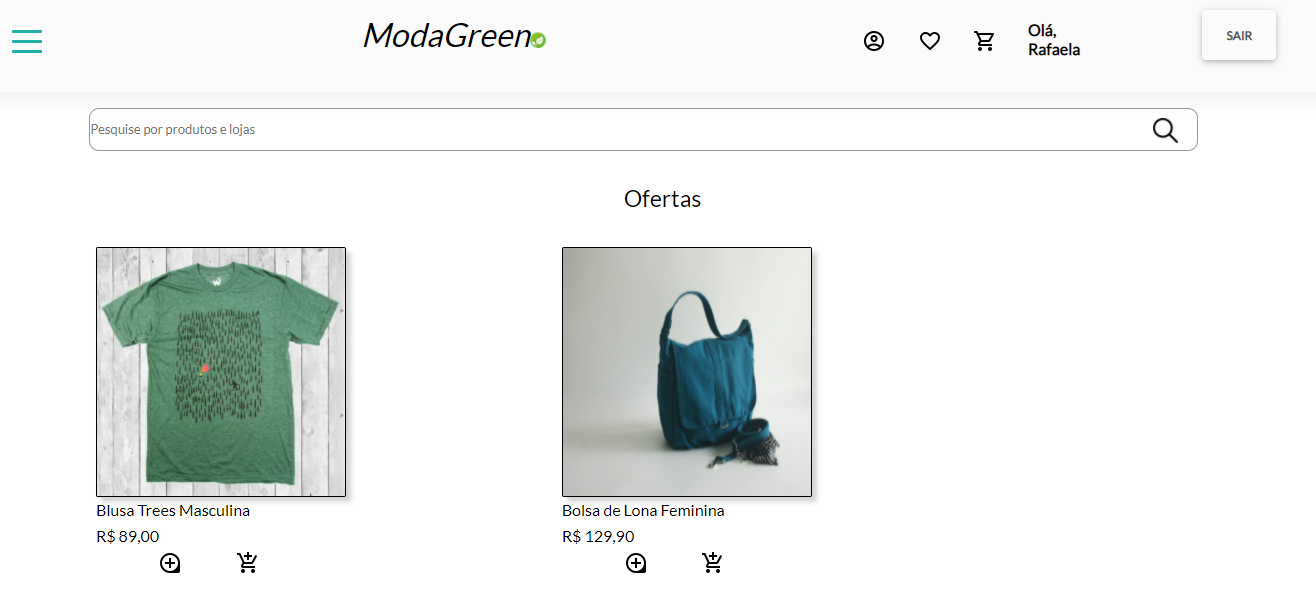 ModaGreen
Olá,
Rafaela
SAIR
Pesquise por produtos e lojas
Ofertas
Blusa Trees Masculina
R$ 89,00
Bolsa de Lona Feminina
R$ 129,90